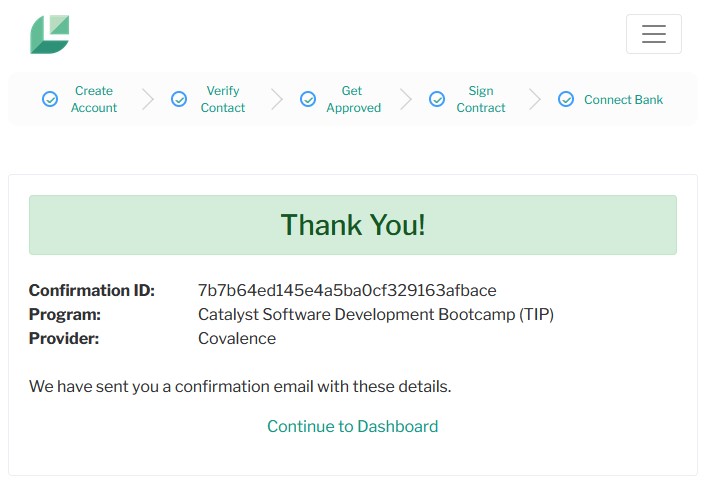 Create Account
Verify Contact
Get Approved
Sign Contract
Connect Bank
Thank You!
Confirmation ID: 7b7b64ed145e4a5ba0cf329163afbace
Program: Catalyst Software Development Bootcamp (TIP)
Provider: Covalence
We have sent you a confirmation email with these details.
Continue to Dashboard